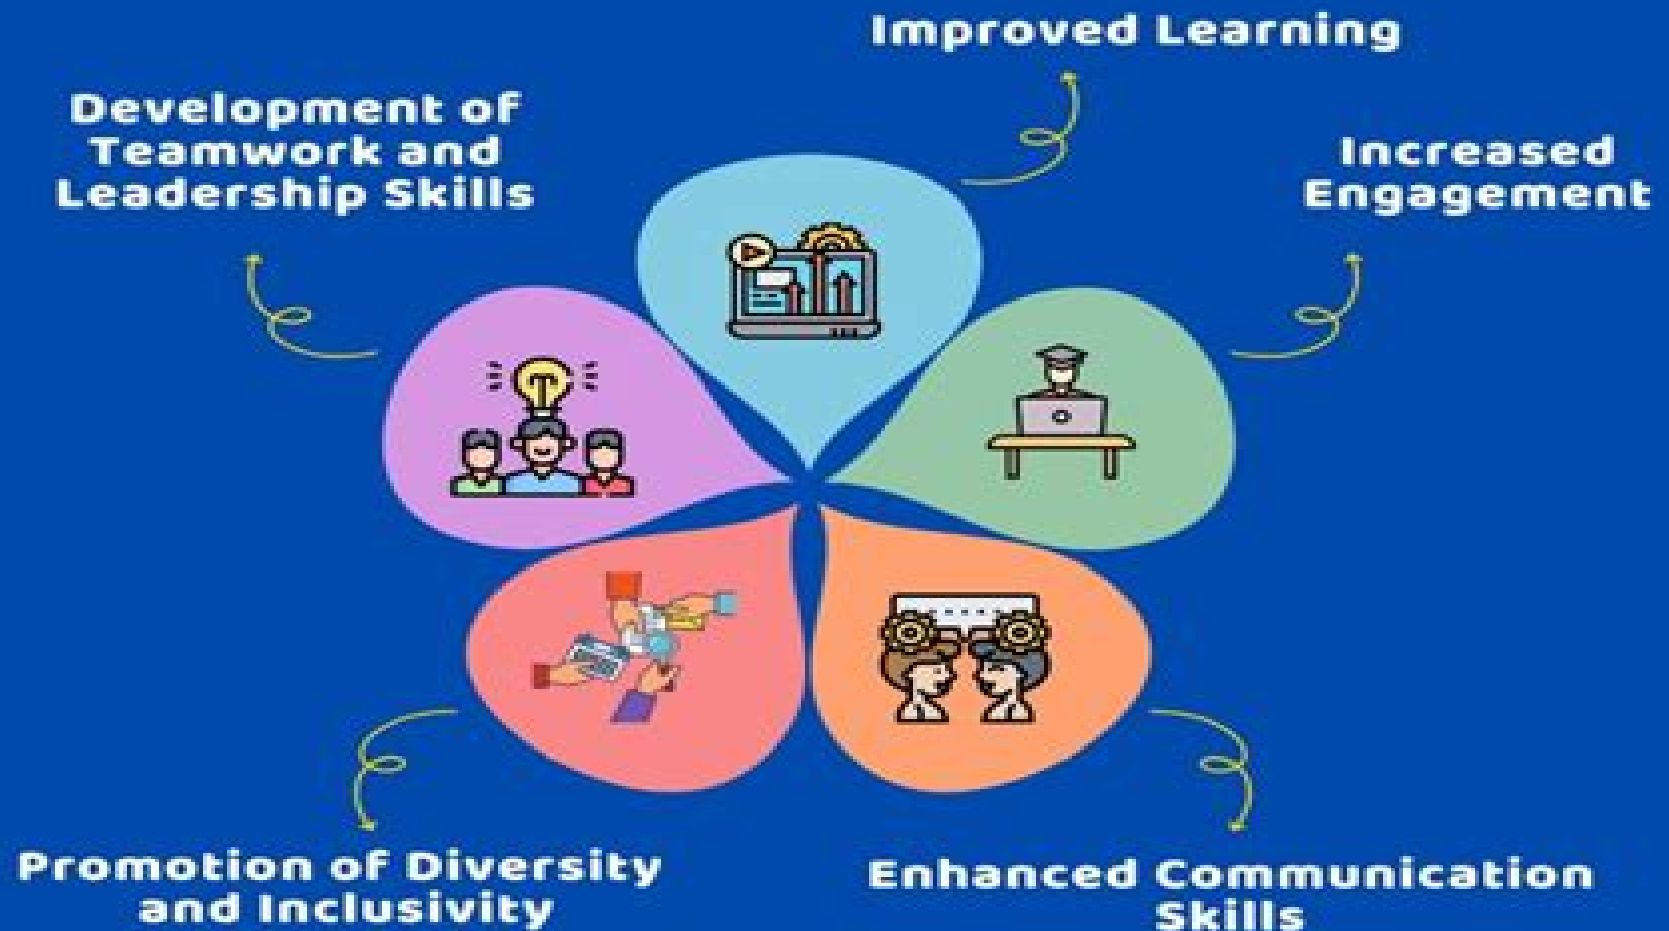 Improved Learning
Development of
Teamwork and
Leadership Skills
Increased
Engagement
Promotion of Diversity
and Inclusivity
Enhanced Communication
Skills